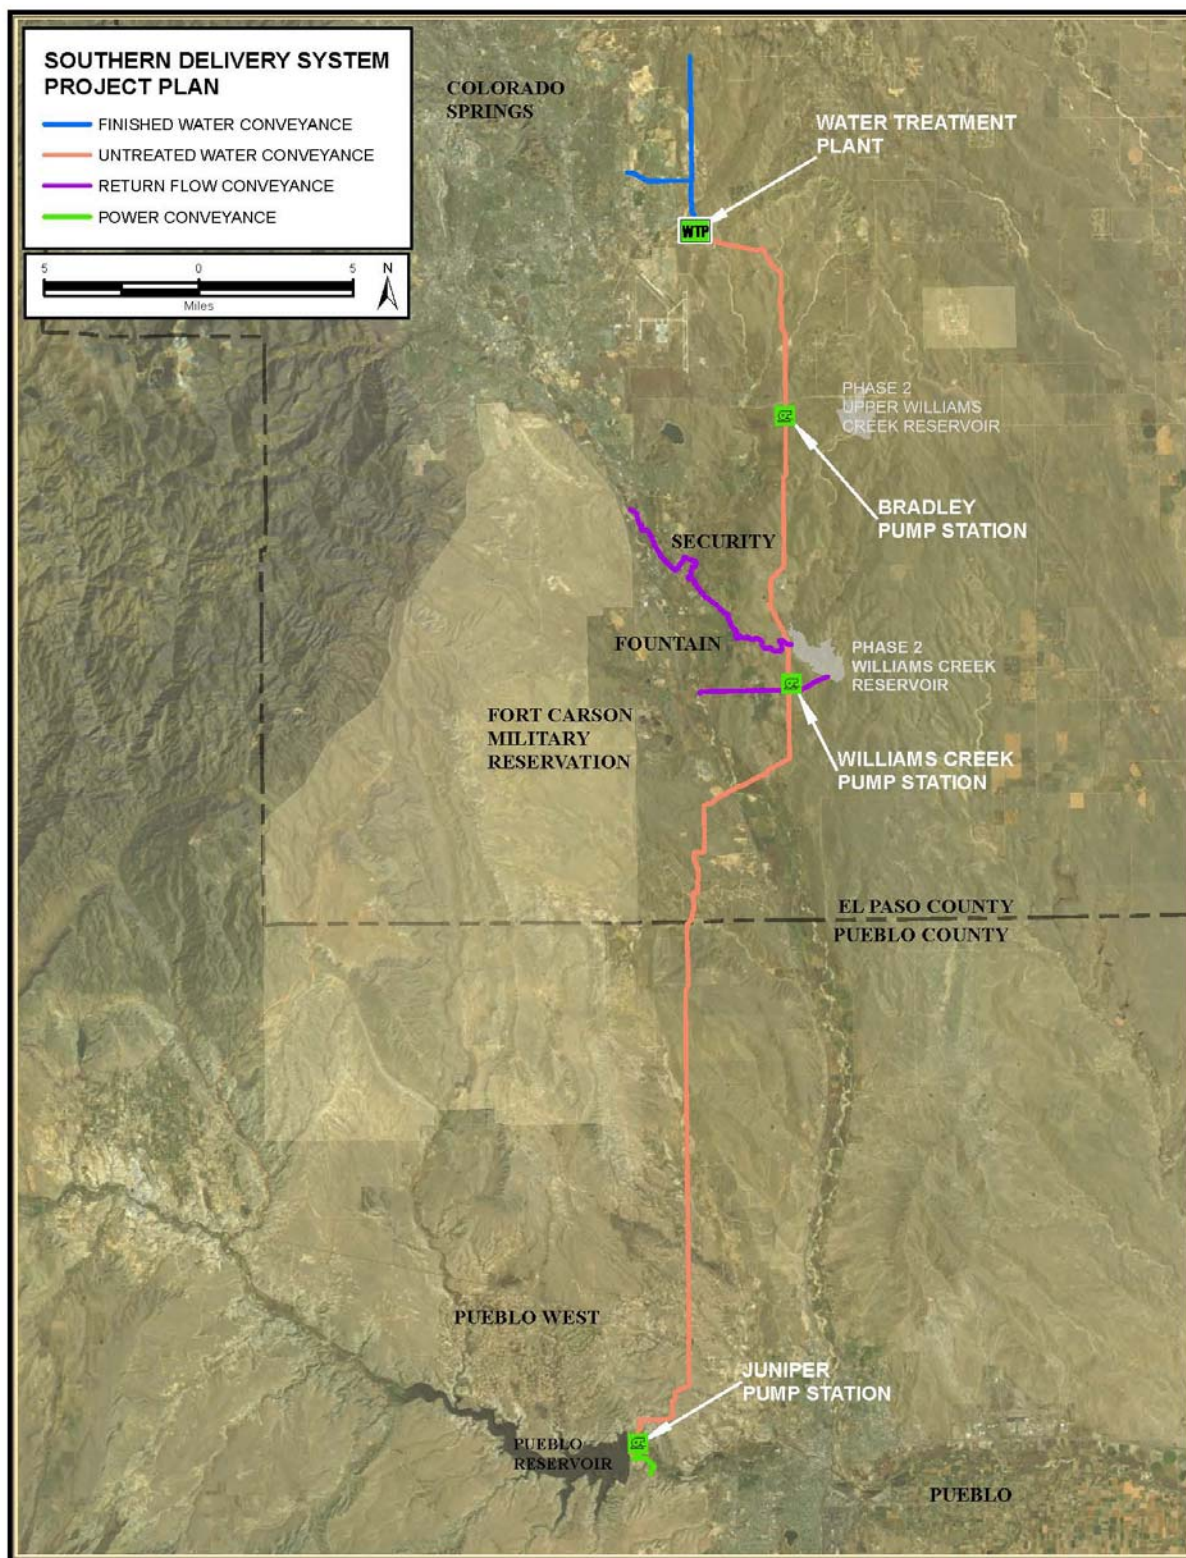 SOUTHERN DELIVERY SYSTEM
PROJECT PLAN
FINISHED WATER CONVEYANCE
UNTREATED WATER CONVEYANCE
RETURN FLOW CONVEYANCE
POWER CONVEYANCE
5 0 5
Miles
N
COLORADO
SPRINGS
WATER TREATMENT
PLANT
WTP
PHASE 2
UPPER WILLIAMS
CREEK RESERVOIR
BRADLEY
PUMP STATION
SECURITY
FOUNTAIN
PHASE 2
WILLIAMS CREEK
RESERVOIR
FORT CARSON
MILITARY
RESERVATION
WILLIAMS CREEK
PUMP STATION
EL PASO COUNTY
PUEBLO COUNTY
PUEBLO WEST
JUNIPER
PUMP STATION
PUEBLO
RESERVOIR
PUEBLO